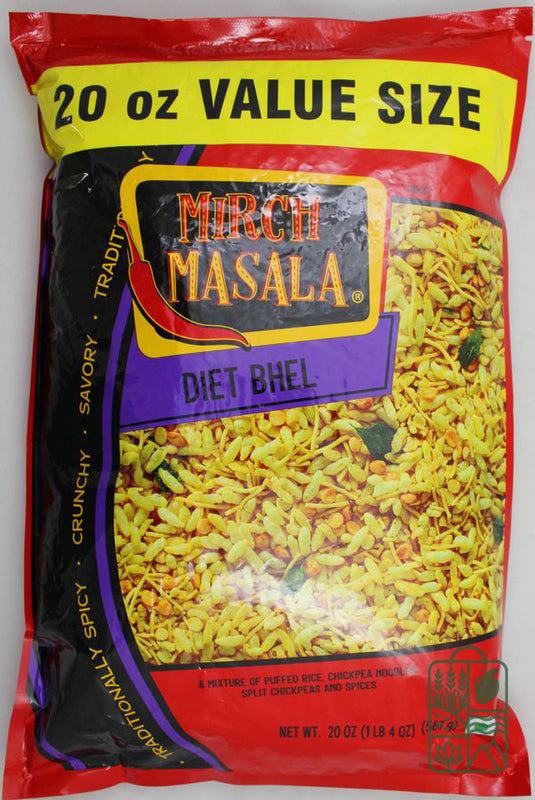 20 oz VALUE SIZE
MIRCH
MASALA®
DIET BHEL
TRADITIONALLY SPICY · CRUNCHY · SAVORY ·
A MIXTURE OF PUFFED RICE, CHICKPEA NOODLES,
SPLIT CHICKPEAS AND SPICES
NET WT. 20 OZ (1 LB 4 OZ) (567 g)